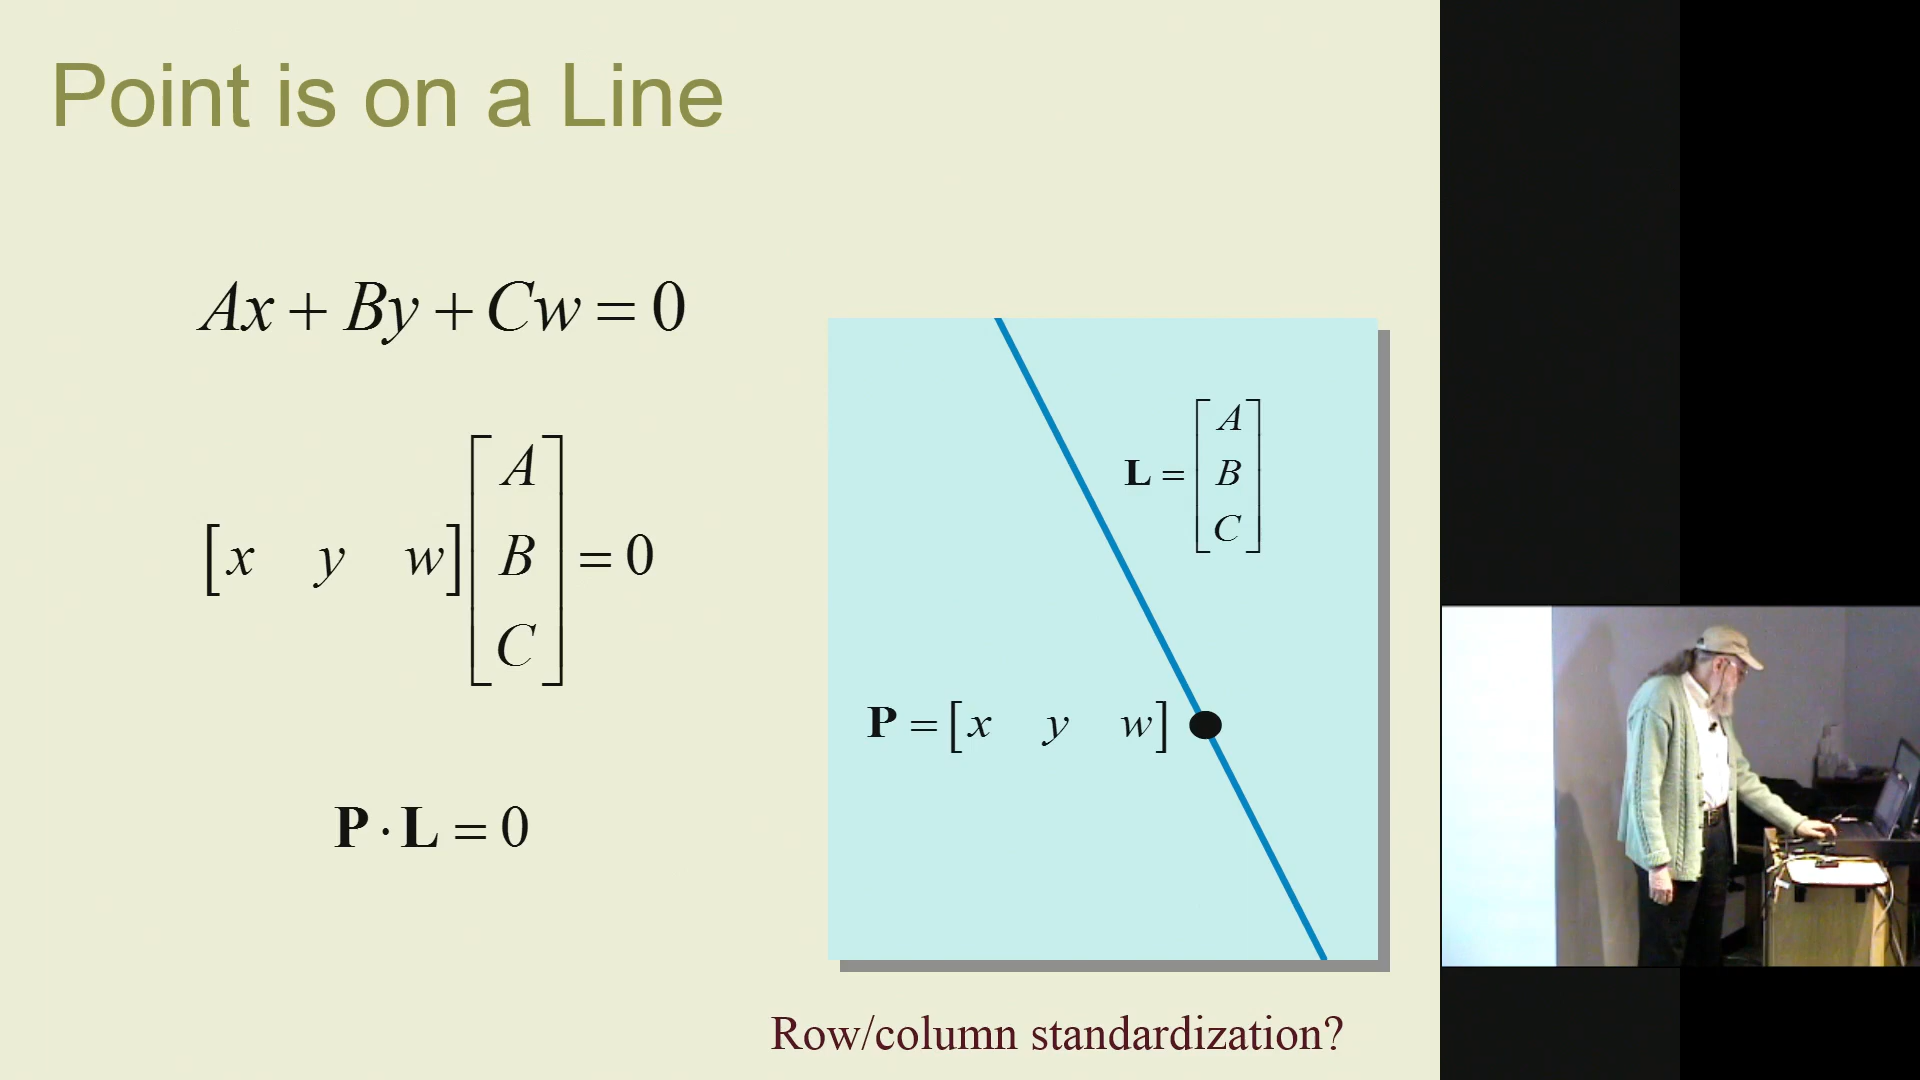 Point is on a Line
Ax + By + Cw = 0
[x y w] [A B C] = 0
P · L = 0
L = [A B C]
P = [x y w]
Row/column standardization?